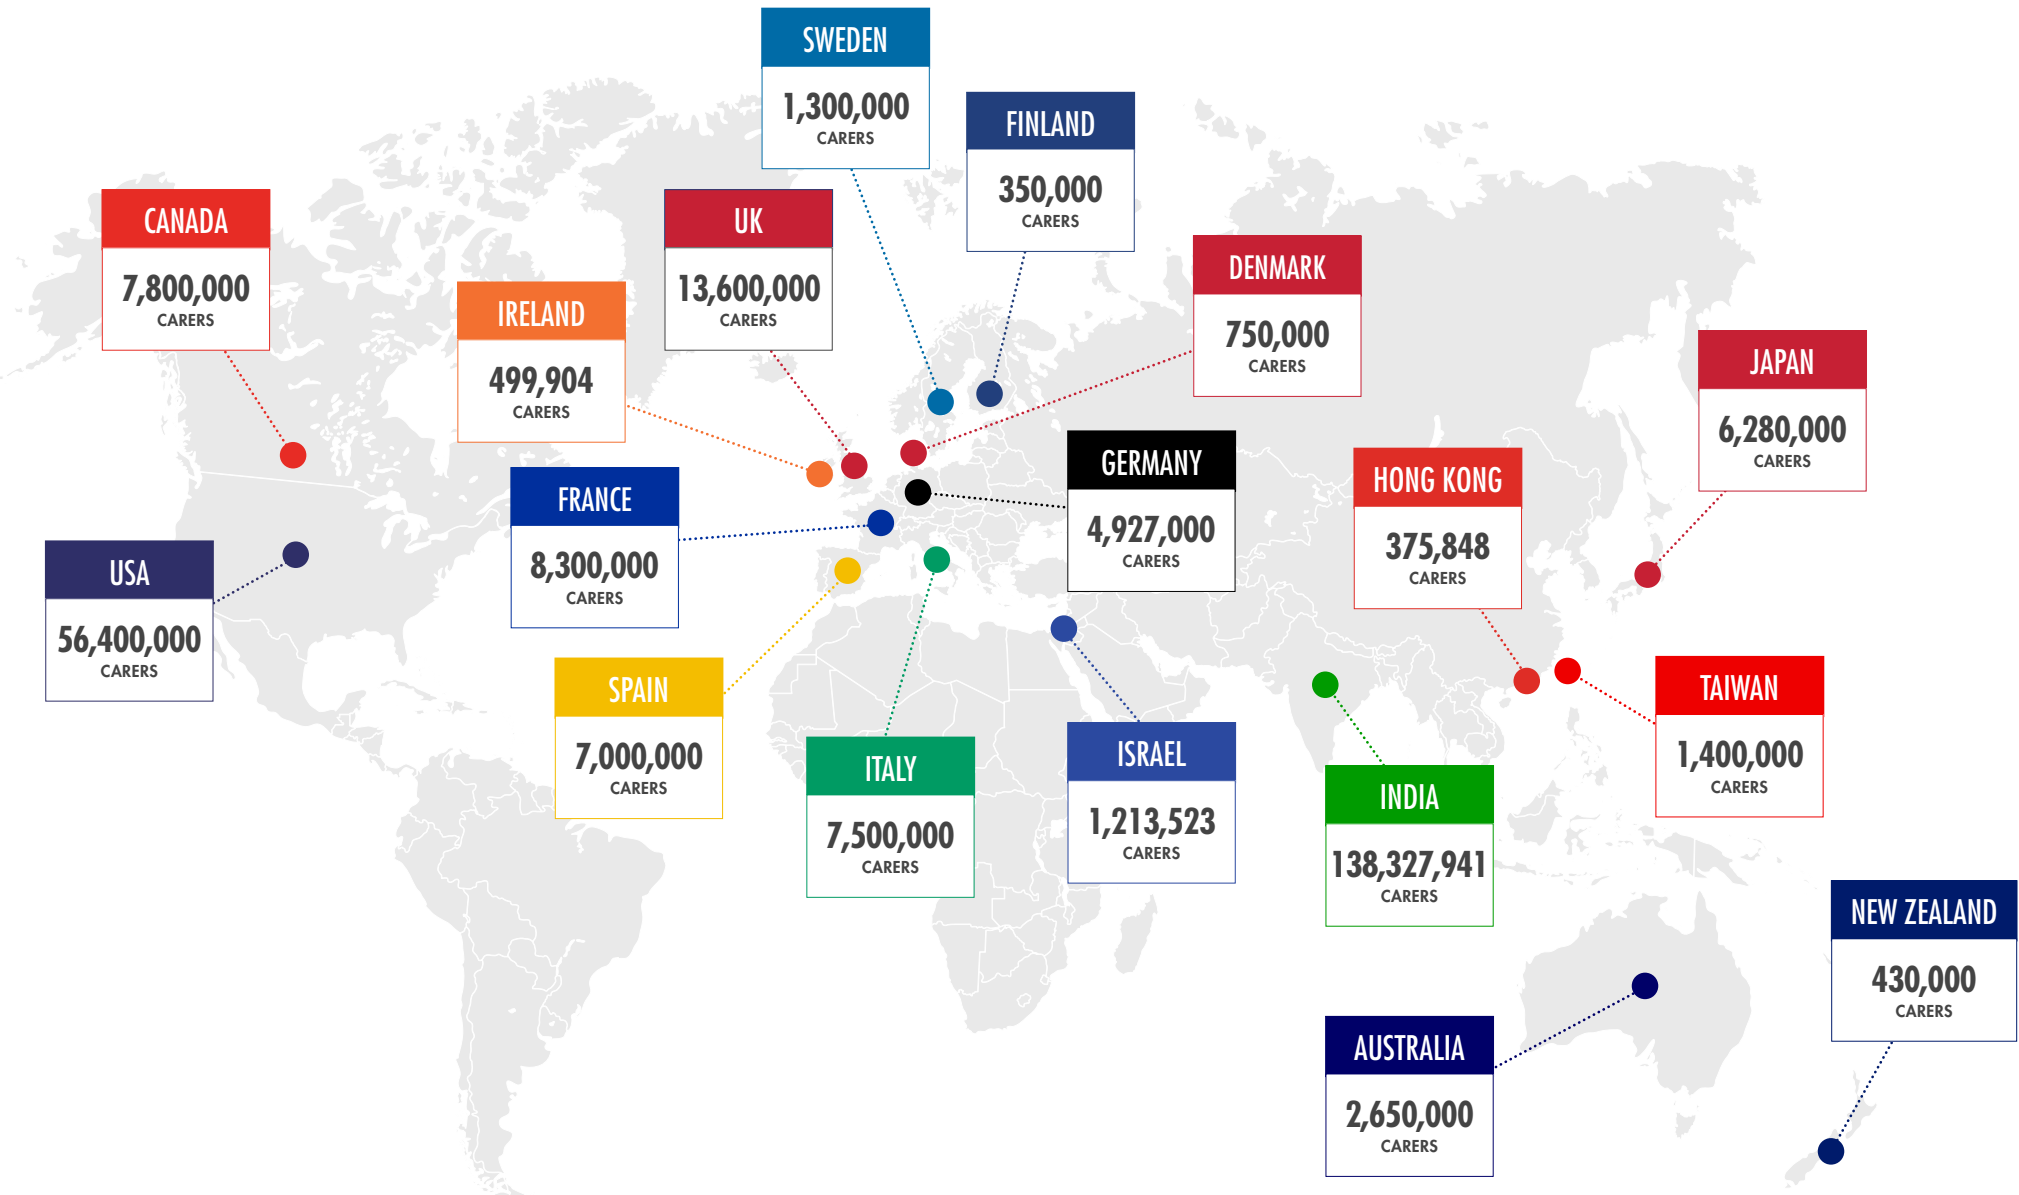 SWEDEN
1,300,000
CARERS
FINLAND
350,000
CARERS
CANADA
7,800,000
CARERS
UK
13,600,000
CARERS
DENMARK
750,000
CARERS
IRELAND
499,904
CARERS
JAPAN
6,280,000
CARERS
GERMANY
4,927,000
CARERS
HONG KONG
375,848
CARERS
FRANCE
8,300,000
CARERS
USA
56,400,000
CARERS
SPAIN
7,000,000
CARERS
TAIWAN
1,400,000
CARERS
ITALY
7,500,000
CARERS
ISRAEL
1,213,523
CARERS
INDIA
138,327,941
CARERS
NEW ZEALAND
430,000
CARERS
AUSTRALIA
2,650,000
CARERS